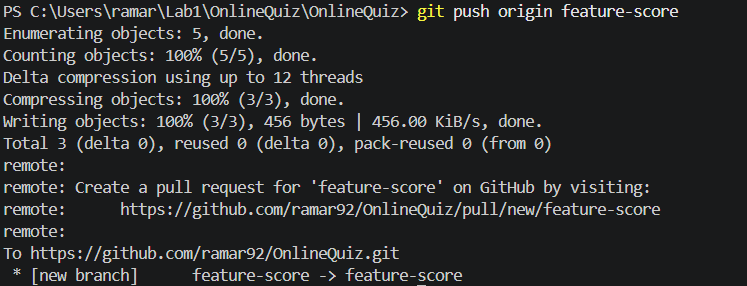 PS C:\Users\ramar\Lab1\OnlineQuiz\OnlineQuiz> git push origin feature-score
Enumerating objects: 5, done.
Counting objects: 100% (5/5), done.
Delta compression using up to 12 threads
Compressing objects: 100% (3/3), done.
Writing objects: 100% (3/3), 456 bytes | 456.00 KiB/s, done.
Total 3 (delta 0), reused 0 (delta 0), pack-reused 0 (from 0)
remote:
remote: Create a pull request for 'feature-score' on GitHub by visiting:
remote:      https://github.com/ramar92/OnlineQuiz/pull/new/feature-score
remote:
To https://github.com/ramar92/OnlineQuiz.git
 * [new branch]      feature-score -> feature-score